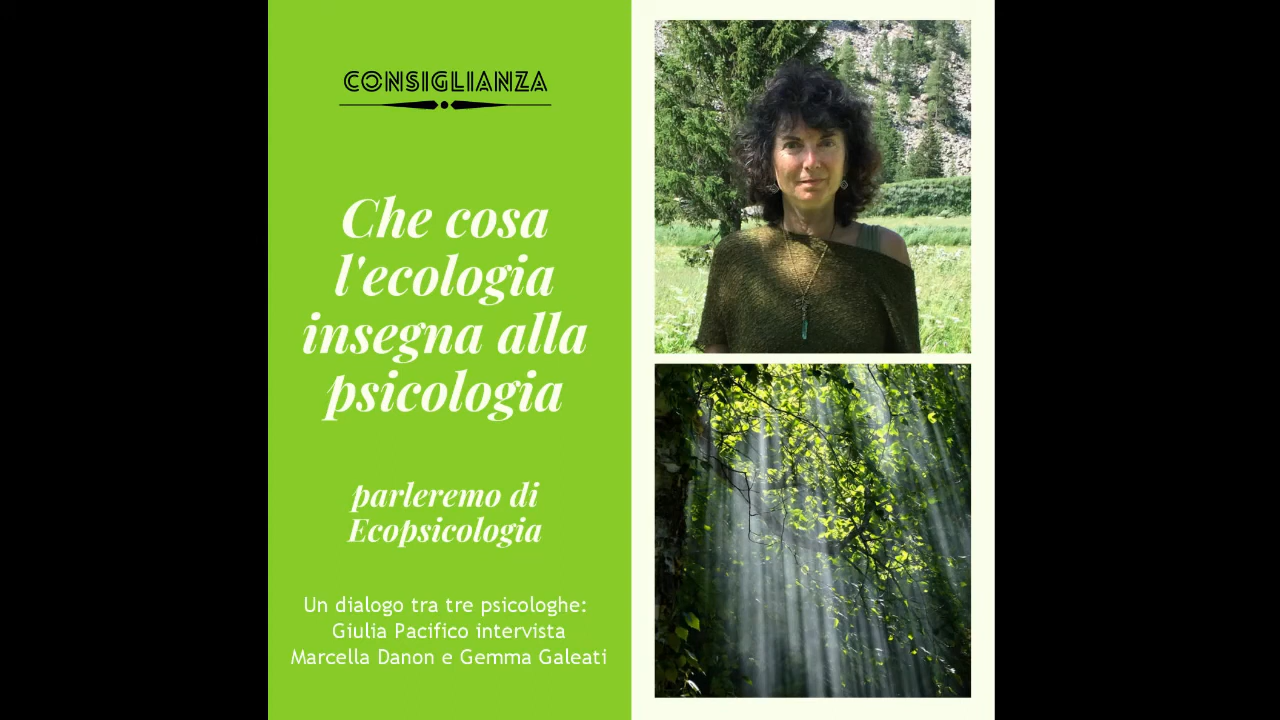 CONSIGLIANZA
Che cosa
l'ecologia
insegna alla
psicologia
parleremo di
Ecopsicologia
Un dialogo tra tre psicologhe:
Giulia Pacifico intervista
Marcella Danon e Gemma Galeati